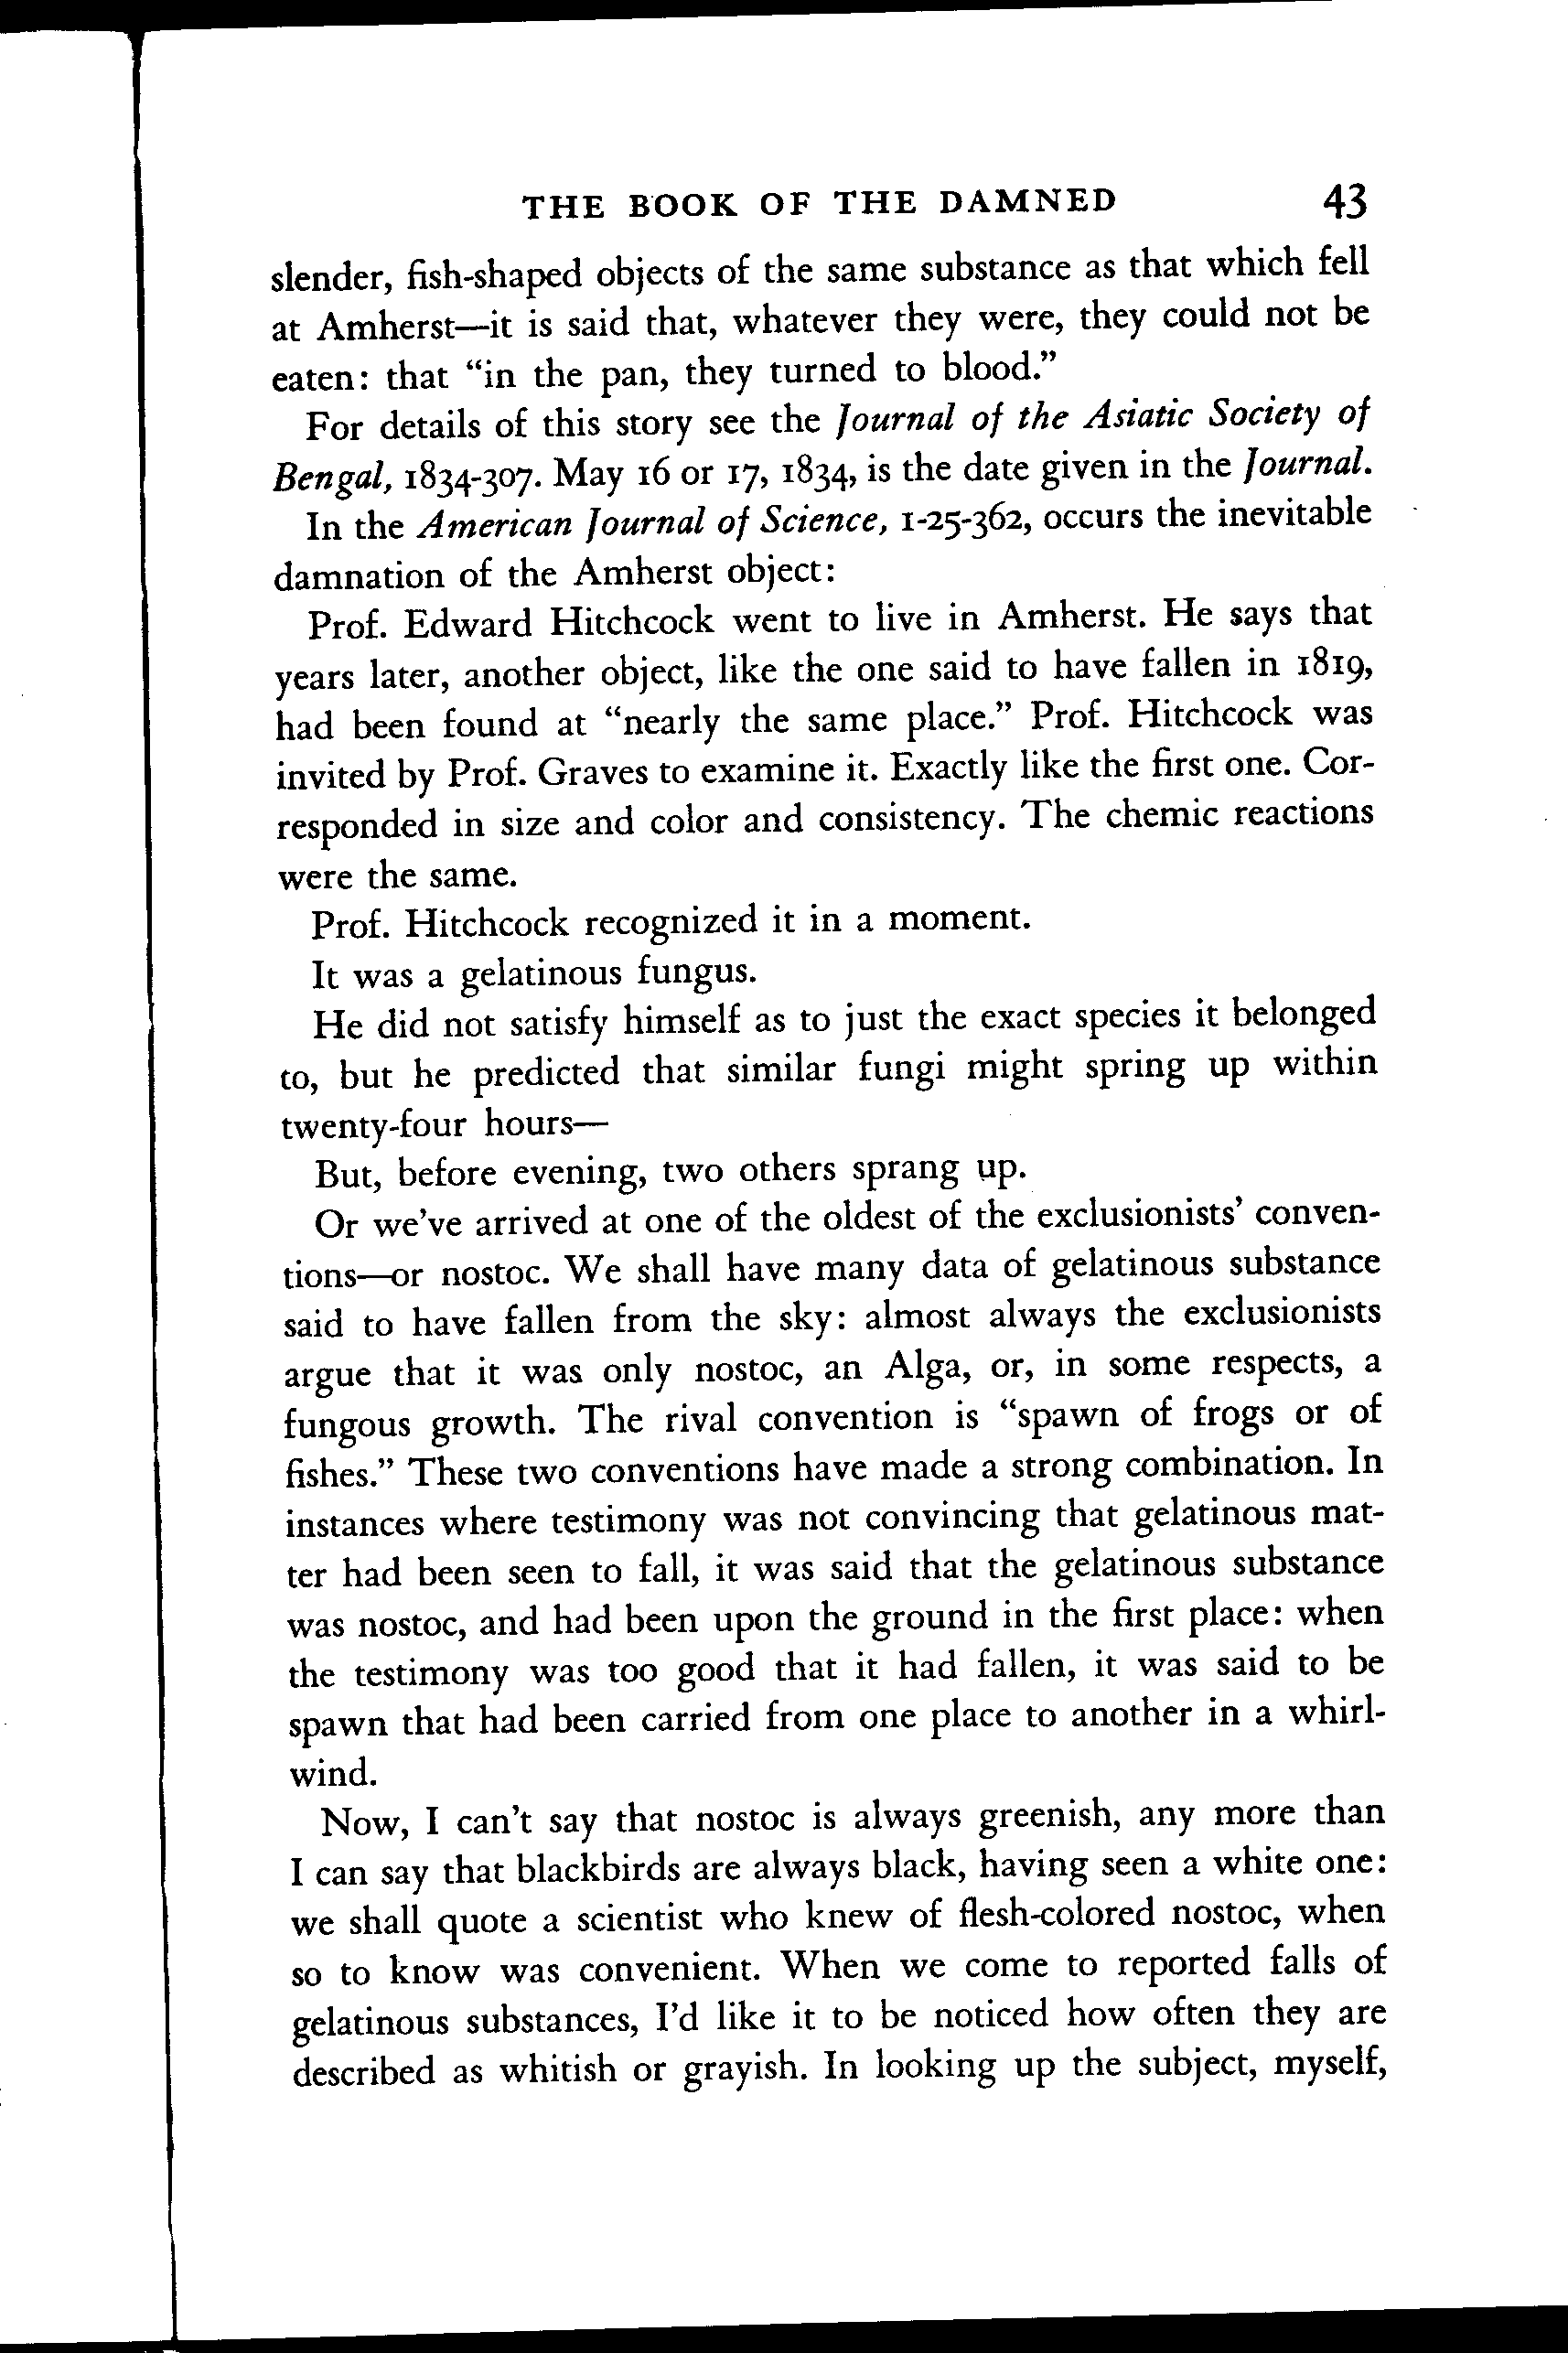 THE BOOK OF THE DAMNED 43
slender, fish-shaped objects of the same substance as that which fell
at Amherst—it is said that, whatever they were, they could not be
eaten: that “in the pan, they turned to blood.”
For details of this story see the Journal of the Asiatic Society of
Bengal, 1834-307. May 16 or 17, 1834, is the date given in the Journal.
In the American Journal of Science, 1-25-362, occurs the inevitable
damnation of the Amherst object:
Prof. Edward Hitchcock went to live in Amherst. He says that
years later, another object, like the one said to have fallen in 1819,
had been found at “nearly the same place.” Prof. Hitchcock was
invited by Prof. Graves to examine it. Exactly like the first one. Cor-
responded in size and color and consistency. The chemic reactions
were the same.
Prof. Hitchcock recognized it in a moment.
It was a gelatinous fungus.
He did not satisfy himself as to just the exact species it belonged
to, but he predicted that similar fungi might spring up within
twenty-four hours—
But, before evening, two others sprang up.
Or we’ve arrived at one of the oldest of the exclusionists’ conven-
tions—or nostoc. We shall have many data of gelatinous substance
said to have fallen from the sky: almost always the exclusionists
argue that it was only nostoc, an Alga, or, in some respects, a
fungous growth. The rival convention is “spawn of frogs or of
fishes.” These two conventions have made a strong combination. In
instances where testimony was not convincing that gelatinous mat-
ter had been seen to fall, it was said that the gelatinous substance
was nostoc, and had been upon the ground in the first place: when
the testimony was too good that it had fallen, it was said to be
spawn that had been carried from one place to another in a whirl-
wind.
Now, I can’t say that nostoc is always greenish, any more than
I can say that blackbirds are always black, having seen a white one:
we shall quote a scientist who knew of flesh-colored nostoc, when
so to know was convenient. When we come to reported falls of
gelatinous substances, I’d like it to be noticed how often they are
described as whitish or grayish. In looking up the subject, myself,